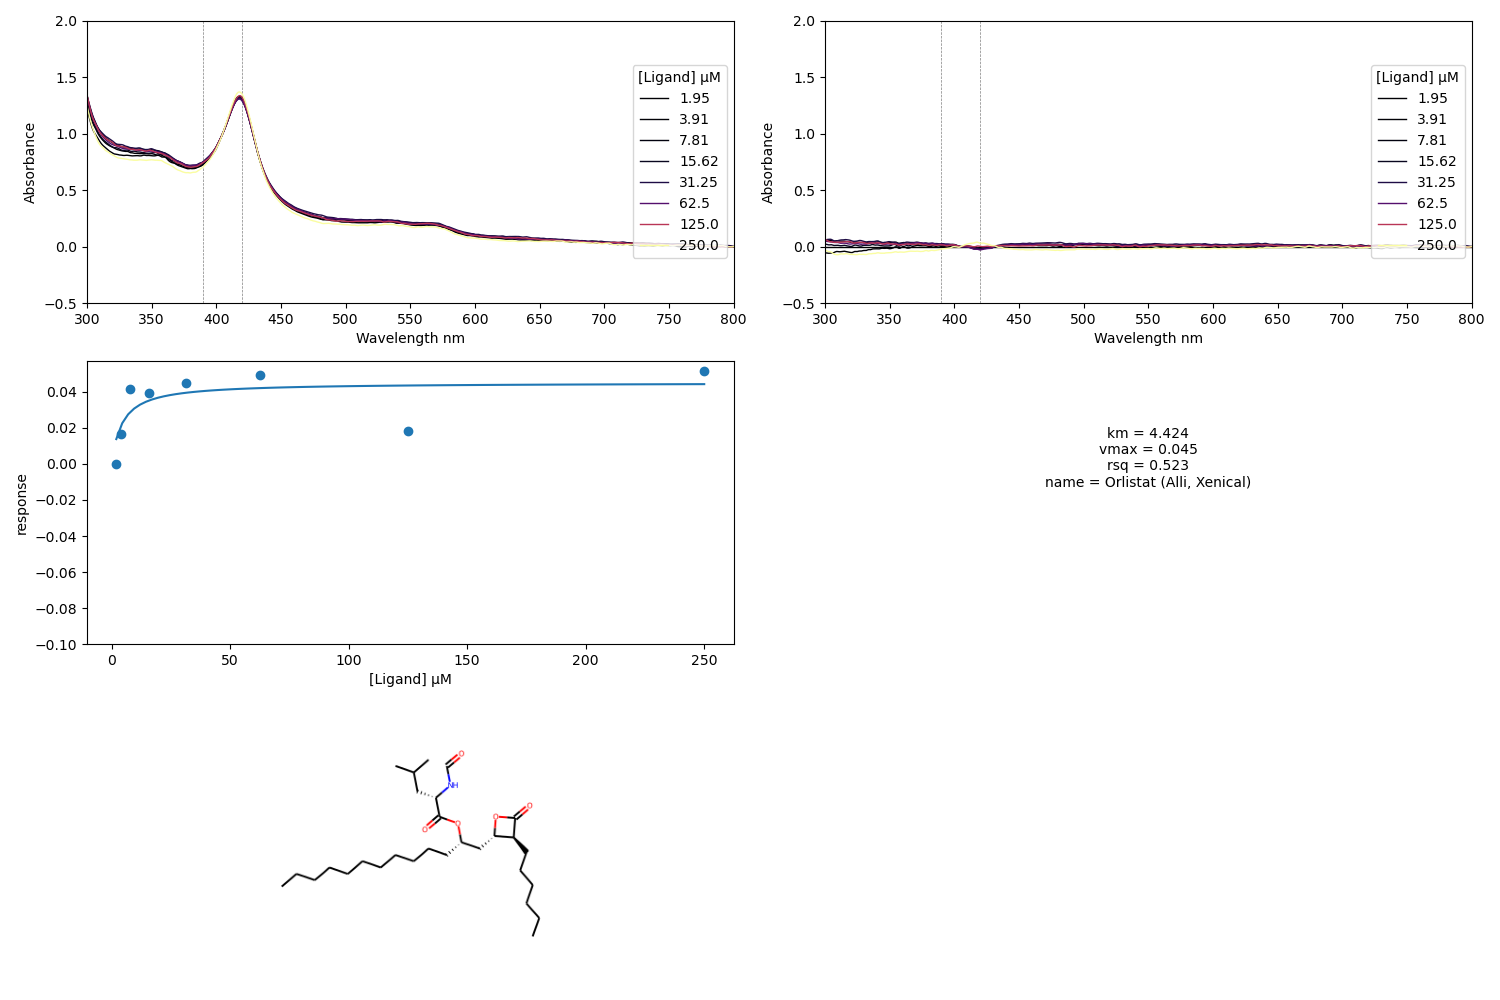 2.0
1.5
1.0
0.5
0.0
−0.5
Absorbance
300 350 400 450 500 550 600 650 700 750 800
Wavelength nm
[Ligand] μM
1.95
3.91
7.81
15.62
31.25
62.5
125.0
250.0
2.0
1.5
1.0
0.5
0.0
−0.5
Absorbance
300 350 400 450 500 550 600 650 700 750 800
Wavelength nm
[Ligand] μM
1.95
3.91
7.81
15.62
31.25
62.5
125.0
250.0
0.04
0.02
0.00
−0.02
−0.04
−0.06
−0.08
−0.10
response
0 50 100 150 200 250
[Ligand] μM
km = 4.424
vmax = 0.045
rsq = 0.523
name = Orlistat (Alli, Xenical)
O
NH
O
O
O
O